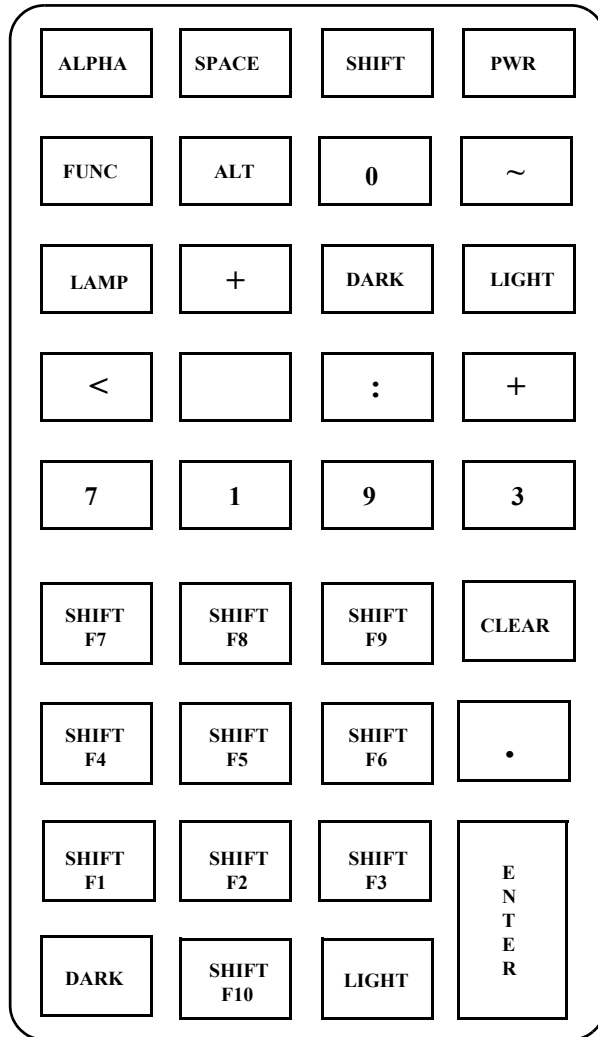 ALPHA SPACE SHIFT PWR
FUNC ALT 0 ~
LAMP + DARK LIGHT
< : +
7 1 9 3
SHIFT SHIFT SHIFT CLEAR
F7 F8 F9
SHIFT SHIFT SHIFT .
F4 F5 F6
SHIFT SHIFT SHIFT
F1 F2 F3
E
N
T
E
R
DARK SHIFT LIGHT
F10